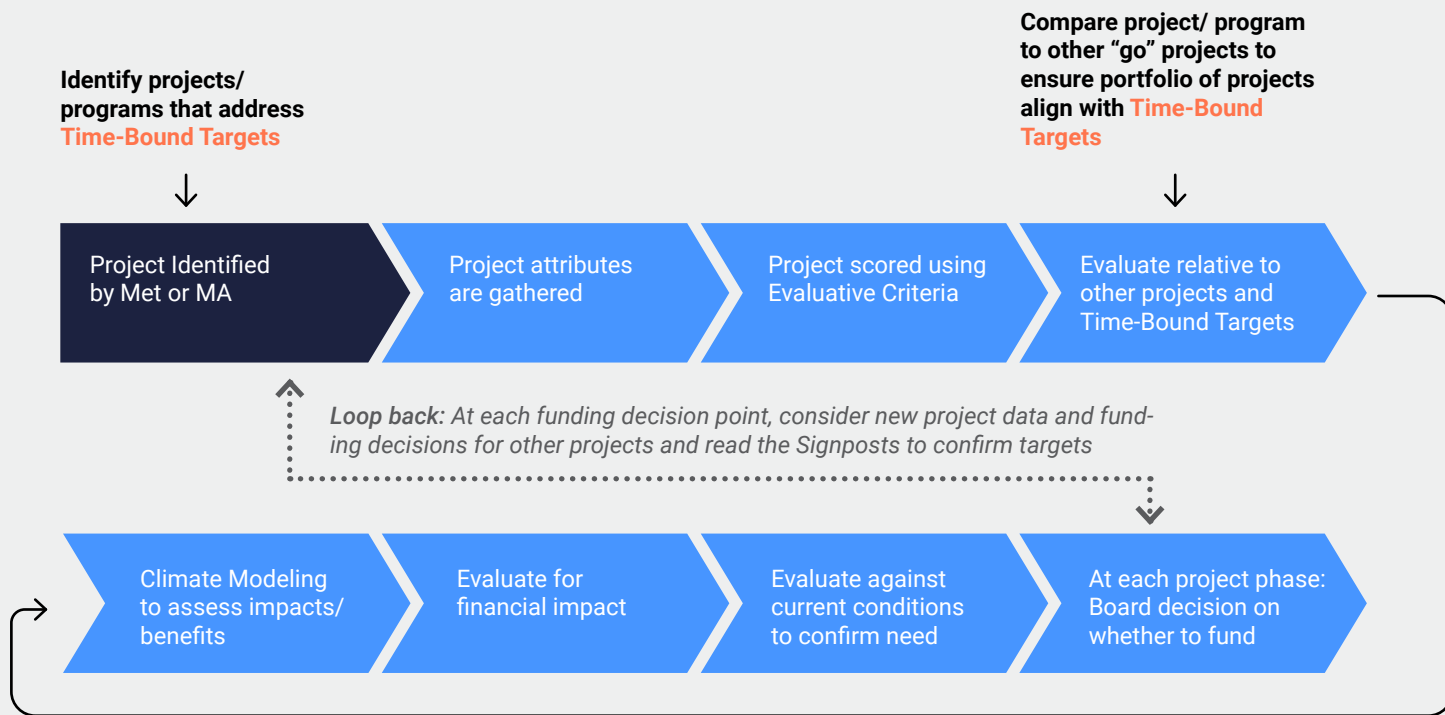 Identify projects/
programs that address
Time-Bound Targets
Compare project/ program
to other “go” projects to
ensure portfolio of projects
align with Time-Bound
Targets
Project Identified
by Met or MA
Project attributes
are gathered
Project scored using
Evaluative Criteria
Evaluate relative to
other projects and
Time-Bound Targets
Loop back: At each funding decision point, consider new project data and fund-
ing decisions for other projects and read the Signposts to confirm targets
Climate Modeling
to assess impacts/
benefits
Evaluate for
financial impact
Evaluate against
current conditions
to confirm need
At each project phase:
Board decision on
whether to fund